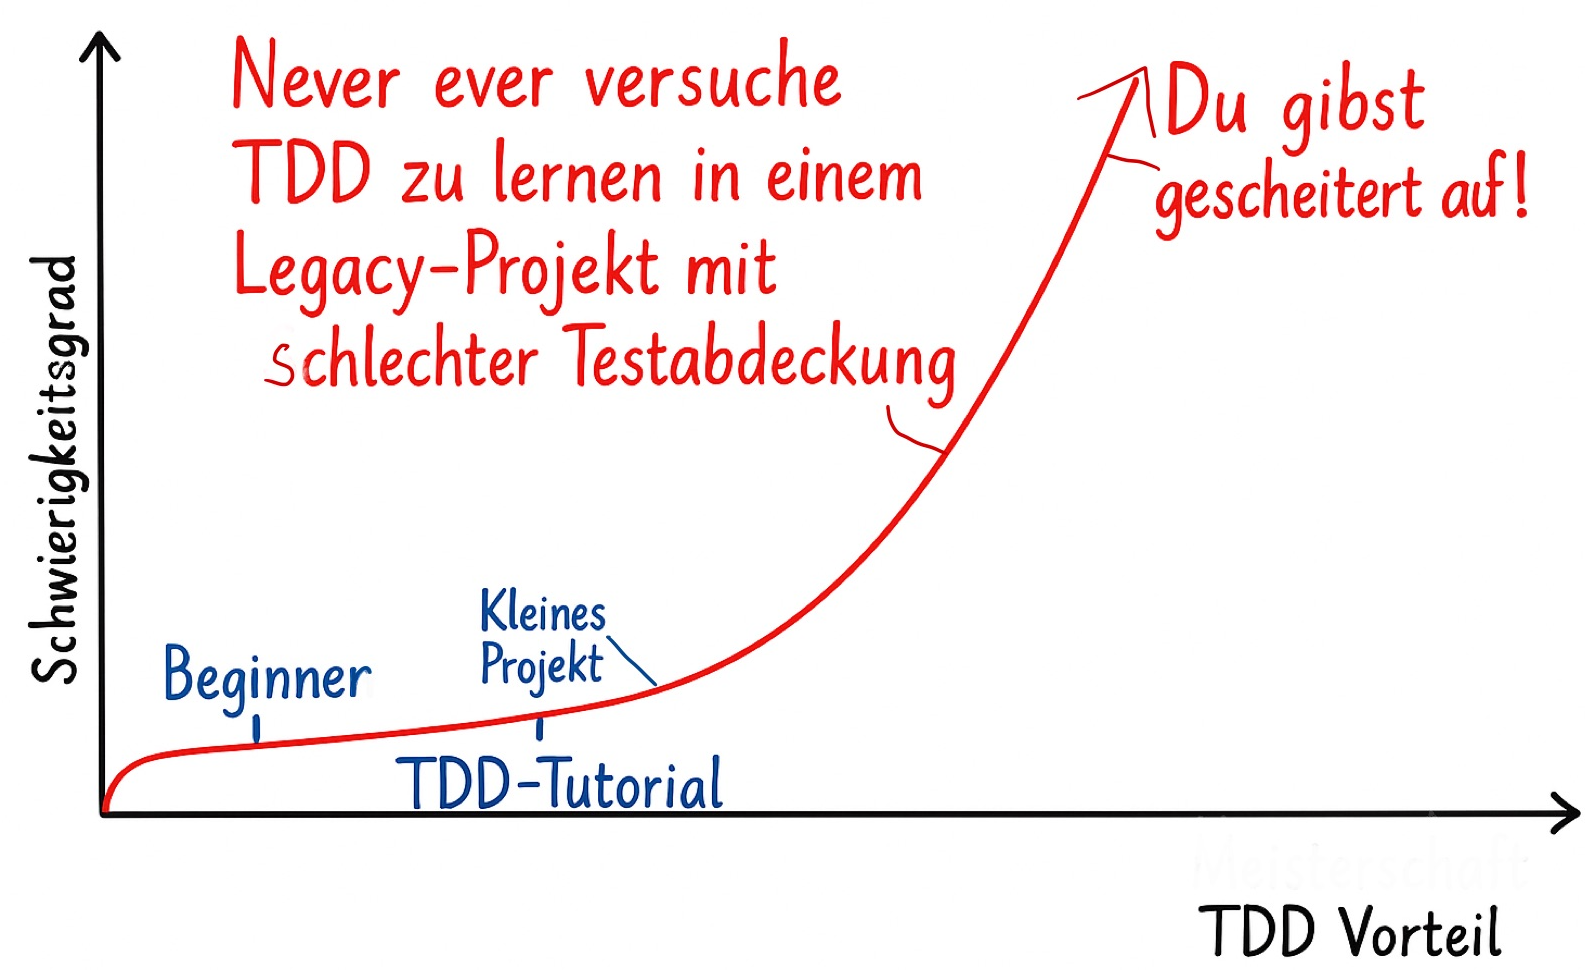 Never ever versuche
TDD zu lernen in einem
Legacy-Projekt mit
schlechter Testabdeckung
Du gibst
gescheitert auf!
Schwierigkeitsgrad
Kleines
Projekt
Beginner
TDD-Tutorial
Meisterschaft
TDD Vorteil